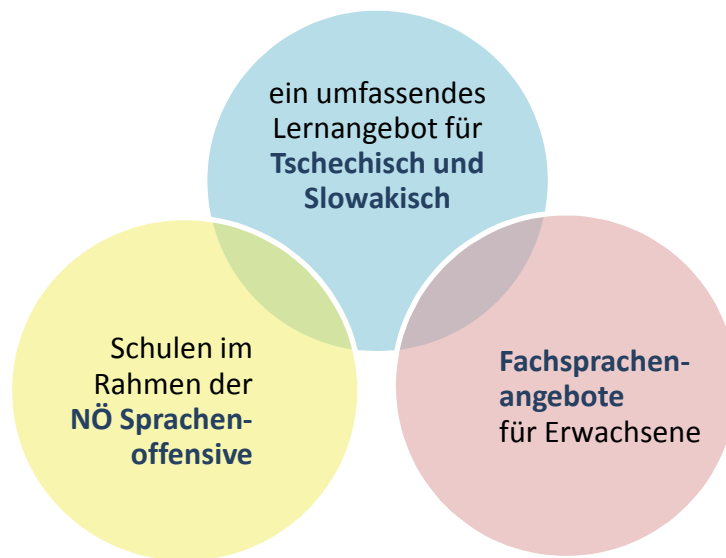 ein umfassendes
Lernangebot für
Tschechisch und
Slowakisch
Schulen im
Rahmen der
NÖ Sprachen-
offensive
Fachsprachen-
angebote
für Erwachsene